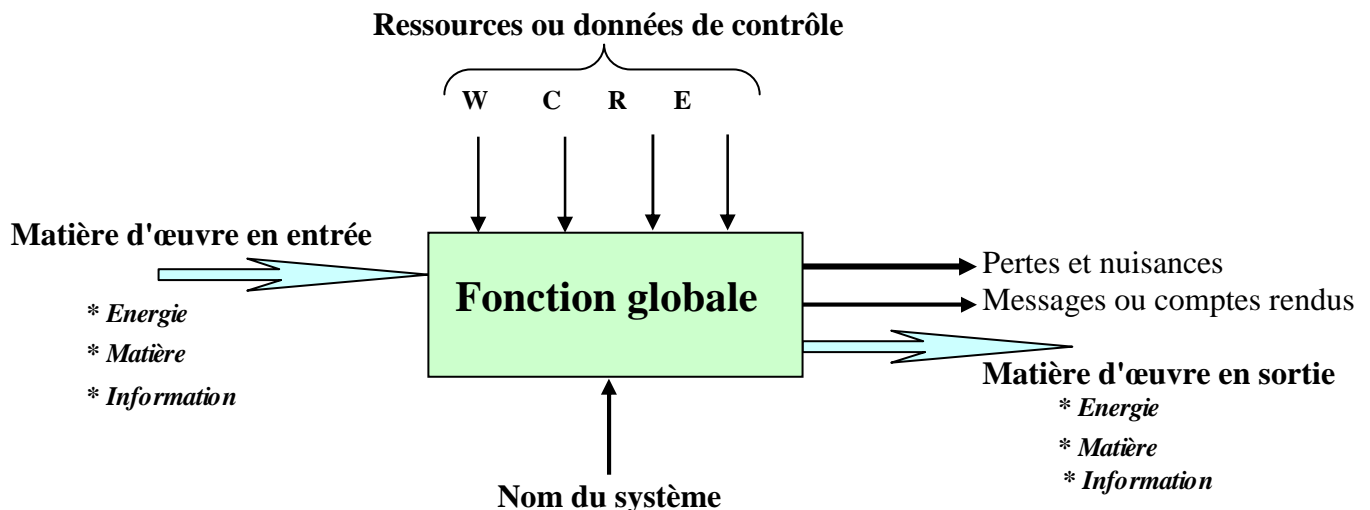 Ressources ou données de contrôle
W C R E
Matière d'œuvre en entrée
* Energie
* Matière
* Information
Fonction globale
Pertes et nuisances
Messages ou comptes rendus
Matière d'œuvre en sortie
* Energie
* Matière
* Information
Nom du système